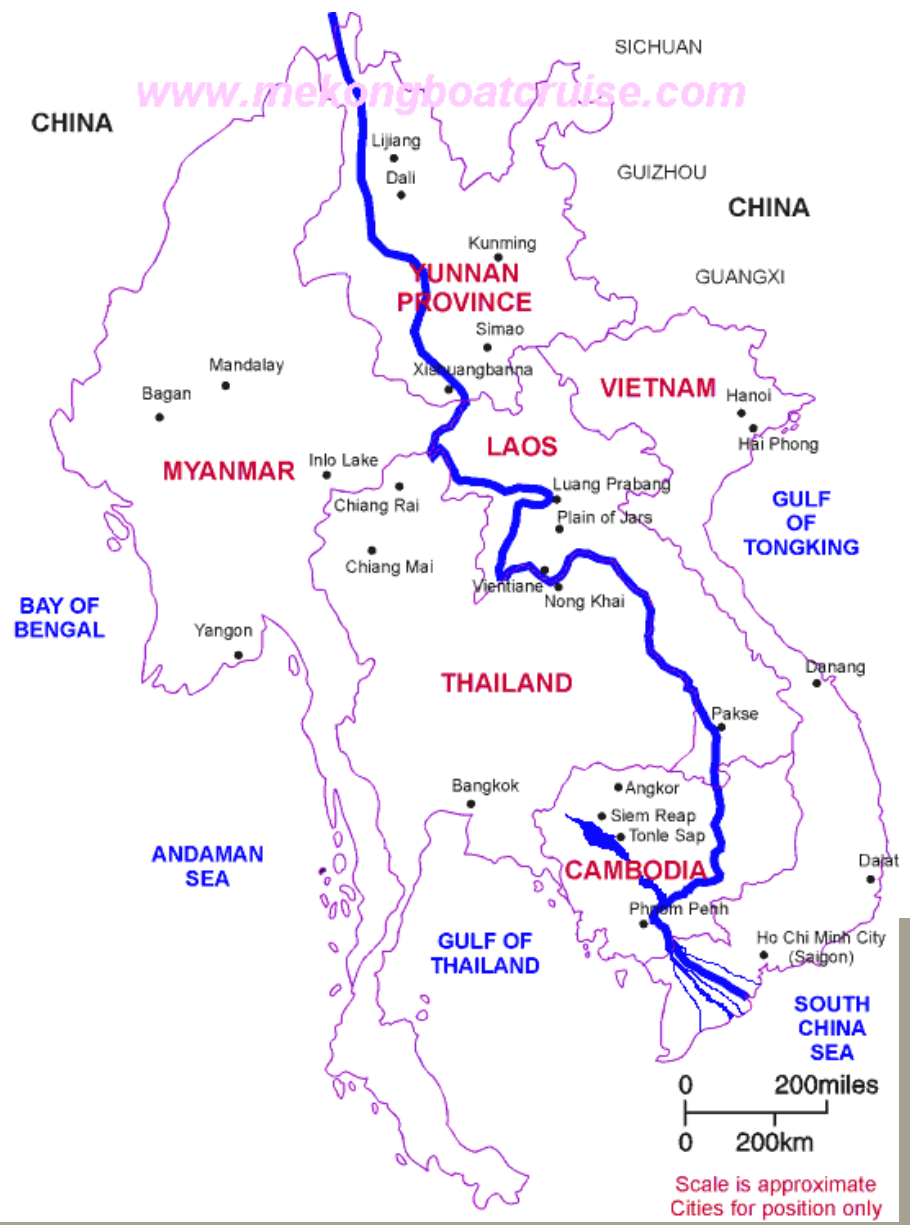 SICHUAN
www.mekongboatcruise.com
CHINA
Lijiang
GUIZHOU
Dali
CHINA
Kunming
YUNNAN
PROVINCE
GUANGXI
Simao
Mandalay
Xishuangbanna
Bagan
VIETNAM
Hanoi
Hai Phong
LAOS
Inlo Lake
MYANMAR
Luang Prabang
Chiang Rai
GULF
OF
TONGKING
Plain of Jars
Chiang Mai
Vientiane
Nong Khai
BAY OF
BENGAL
Yangon
Danang
THAILAND
Pakse
Bangkok
Angkor
Siem Reap
Tonle Sap
ANDAMAN
SEA
CAMBODIA
Dalat
Phnom Penh
GULF OF
THAILAND
Ho Chi Minh City
(Saigon)
SOUTH
CHINA
SEA
0 200miles
0 200km
Scale is approximate
Cities for position only